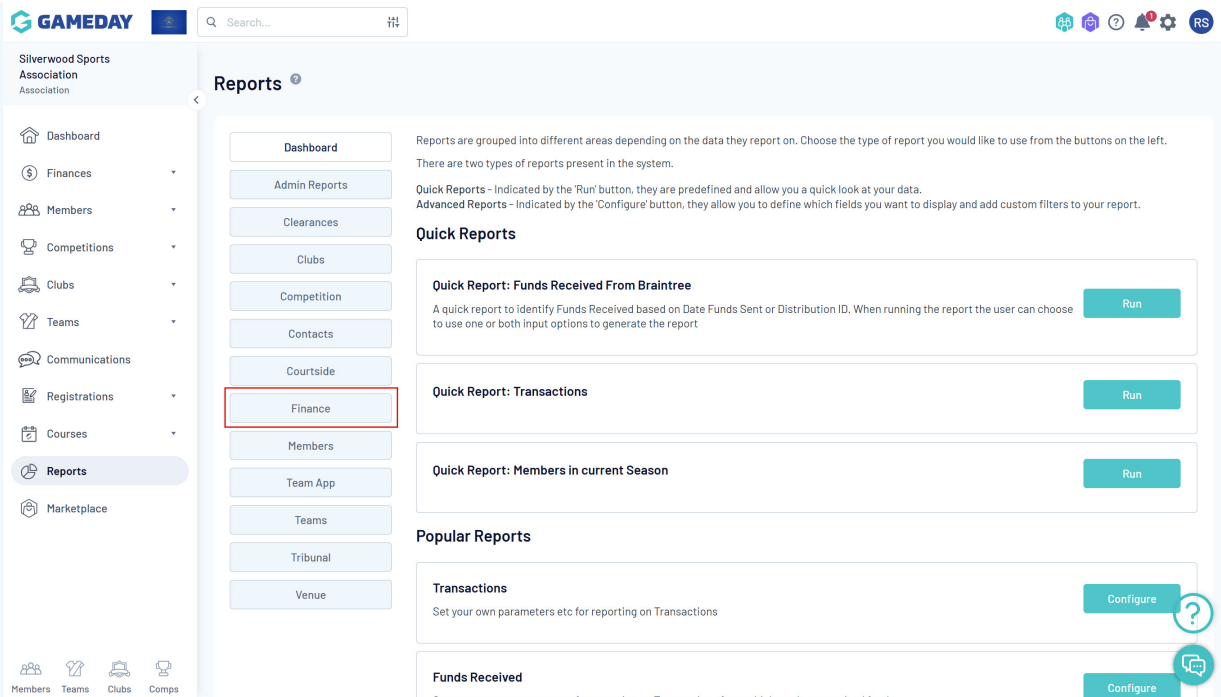 GAMEDAY
Search...
1
RS
Silverwood Sports
Association
Association
Dashboard
Finances
Members
Competitions
Clubs
Teams
Communications
Registrations
Courses
Reports
Marketplace
Members Teams Clubs Comps
Reports ?
Dashboard
Admin Reports
Clearances
Clubs
Competition
Contacts
Courtside
Finance
Members
Team App
Teams
Tribunal
Venue
Reports are grouped into different areas depending on the data they report on. Choose the type of report you would like to use from the buttons on the left.
There are two types of reports present in the system.
Quick Reports - Indicated by the 'Run' button, they are predefined and allow you a quick look at your data.
Advanced Reports - Indicated by the 'Configure' button, they allow you to define which fields you want to display and add custom filters to your report.
Quick Reports
Quick Report: Funds Received From Braintree
A quick report to identify Funds Received based on Date Funds Sent or Distribution ID. When running the report the user can choose
to use one or both input options to generate the report
Run
Quick Report: Transactions
Run
Quick Report: Members in current Season
Run
Popular Reports
Transactions
Set your own parameters etc for reporting on Transactions
Configure
?
Funds Received
Configure